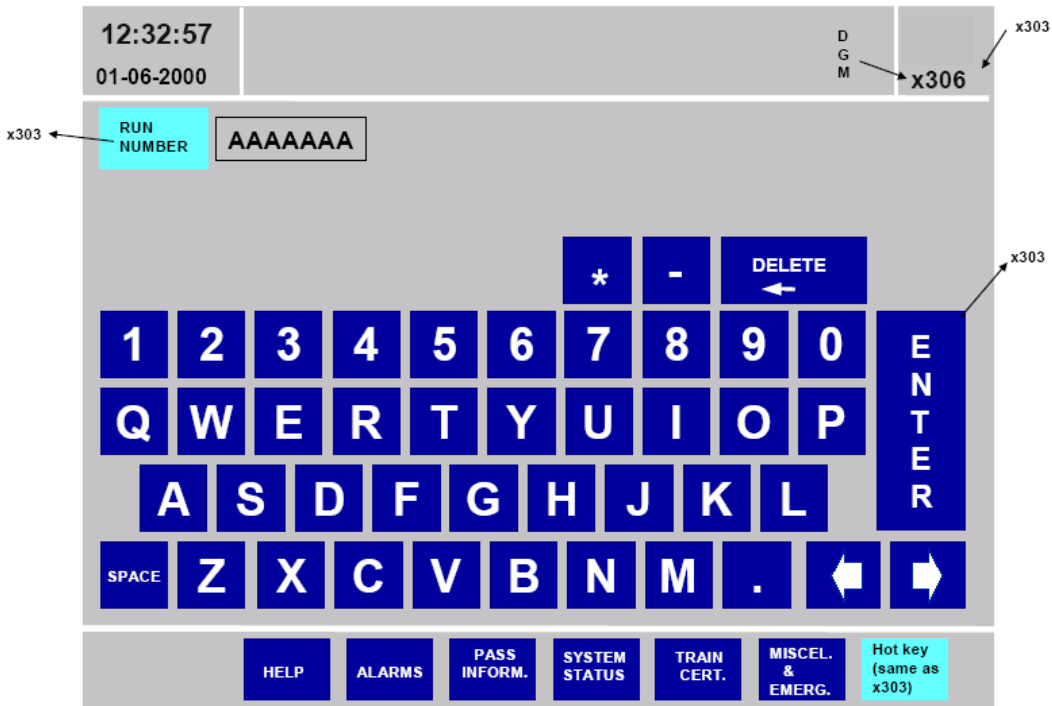 12:32:57
01-06-2000
D
G
M
x303
x306
x303
RUN
NUMBER
AAAAAAA
* - DELETE
x303
1 2 3 4 5 6 7 8 9 0
Q W E R T Y U I O P
E
N
T
E
R
A S D F G H J K L
SPACE Z X C V B N M .
HELP
ALARMS
PASS
INFORM.
SYSTEM
STATUS
TRAIN
CERT.
MISCEL.
&
EMERG.
Hot key
(same as
x303)